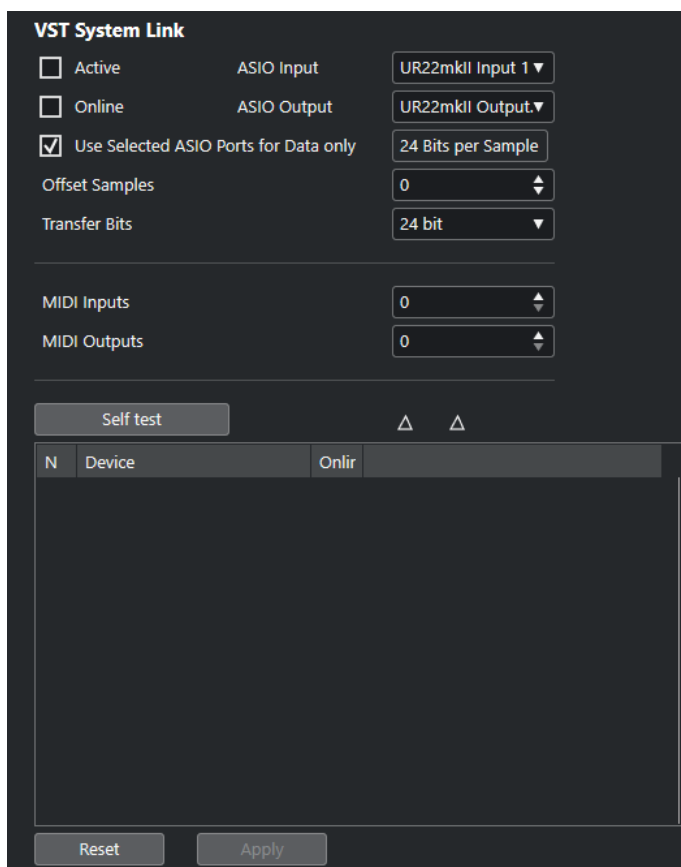 VST System Link
Active ASIO Input UR22mkII Input 1
Online ASIO Output UR22mkII Output.
Use Selected ASIO Ports for Data only 24 Bits per Sample
Offset Samples 0
Transfer Bits 24 bit
MIDI Inputs 0
MIDI Outputs 0
Self test
N Device Onlir
Reset Apply